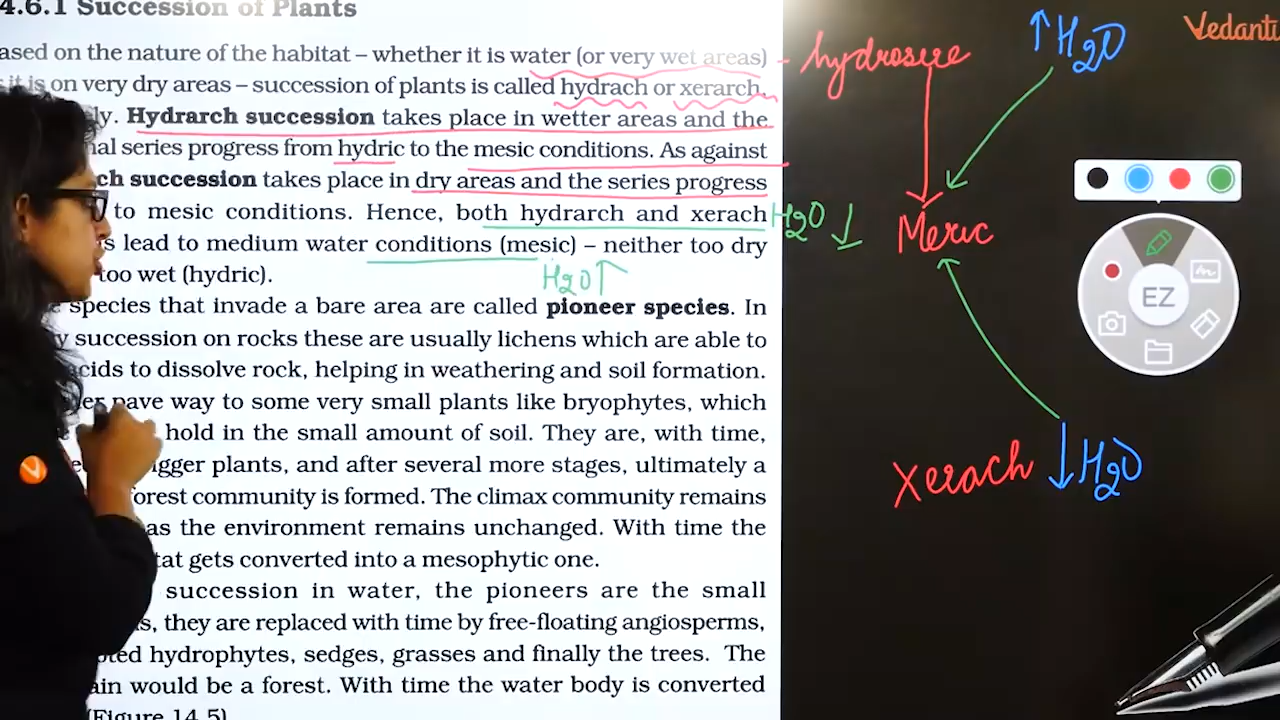 4.6.1 Succession of Plants
ased on the nature of the habitat – whether it is water (or very wet areas)
it is on very dry areas – succession of plants is called hydrach or xerarch,
ly. Hydrarch succession takes place in wetter areas and the
al series progress from hydric to the mesic conditions. As against
ch succession takes place in dry areas and the series progress
to mesic conditions. Hence, both hydrarch and xerach
s lead to medium water conditions (mesic) – neither too dry
too wet (hydric).
species that invade a bare area are called pioneer species. In
y succession on rocks these are usually lichens which are able to
cids to dissolve rock, helping in weathering and soil formation.
er pave way to some very small plants like bryophytes, which
hold in the small amount of soil. They are, with time,
igger plants, and after several more stages, ultimately a
orest community is formed. The climax community remains
as the environment remains unchanged. With time the
tat gets converted into a mesophytic one.
succession in water, the pioneers are the small
s, they are replaced with time by free-floating angiosperms,
ted hydrophytes, sedges, grasses and finally the trees. The
ain would be a forest. With time the water body is converted
(Figure 14.5)
H2O ↑
H2O ↓
- hydrosere
↑ H2O
Vedantu
Meric
EZ
Xerach ↓ H2O